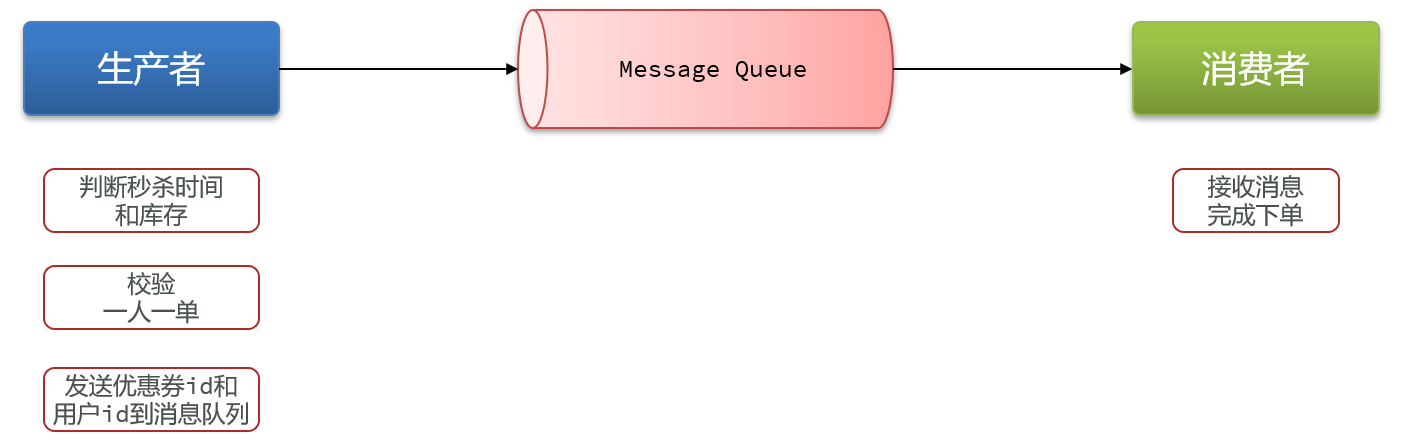 生产者
Message Queue
消费者
判断秒杀时间
和库存
接收消息
完成下单
校验
一人一单
发送优惠券id和
用户id到消息队列